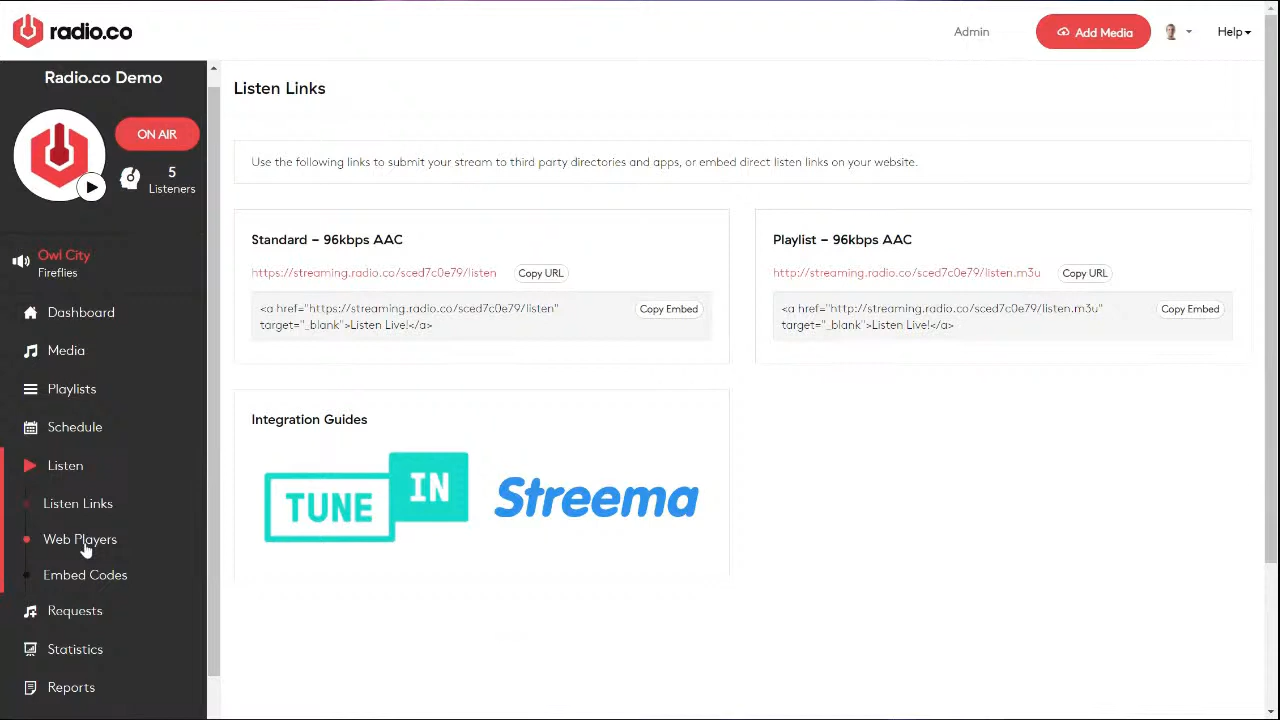 radio.co
Admin
Add Media
Help
Radio.co Demo
ON AIR
5
Listeners
Owl City
Fireflies
Dashboard
Media
Playlists
Schedule
Listen
Listen Links
Web Players
Embed Codes
Requests
Statistics
Reports
Listen Links
Use the following links to submit your stream to third party directories and apps, or embed direct listen links on your website.
Standard – 96kbps AAC
https://streaming.radio.co/sced7c0e79/listen
Copy URL
<a href="https://streaming.radio.co/sced7c0e79/listen"
target="_blank">Listen Live!</a>
Copy Embed
Playlist – 96kbps AAC
http://streaming.radio.co/sced7c0e79/listen.m3u
Copy URL
<a href="http://streaming.radio.co/sced7c0e79/listen.m3u"
target="_blank">Listen Live!</a>
Copy Embed
Integration Guides
TUNE IN
Streema